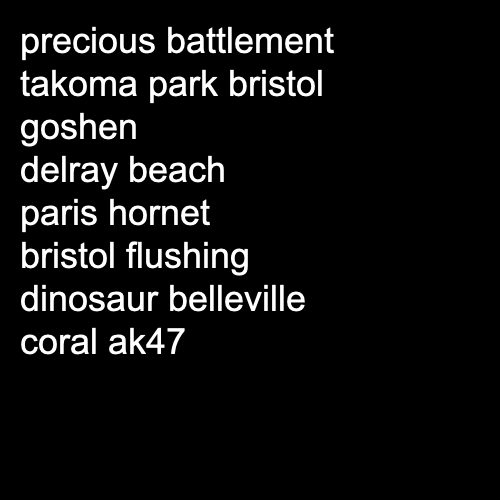 precious battlement
takoma park bristol
goshen
delray beach
paris hornet
bristol flushing
dinosaur belleville
coral ak47